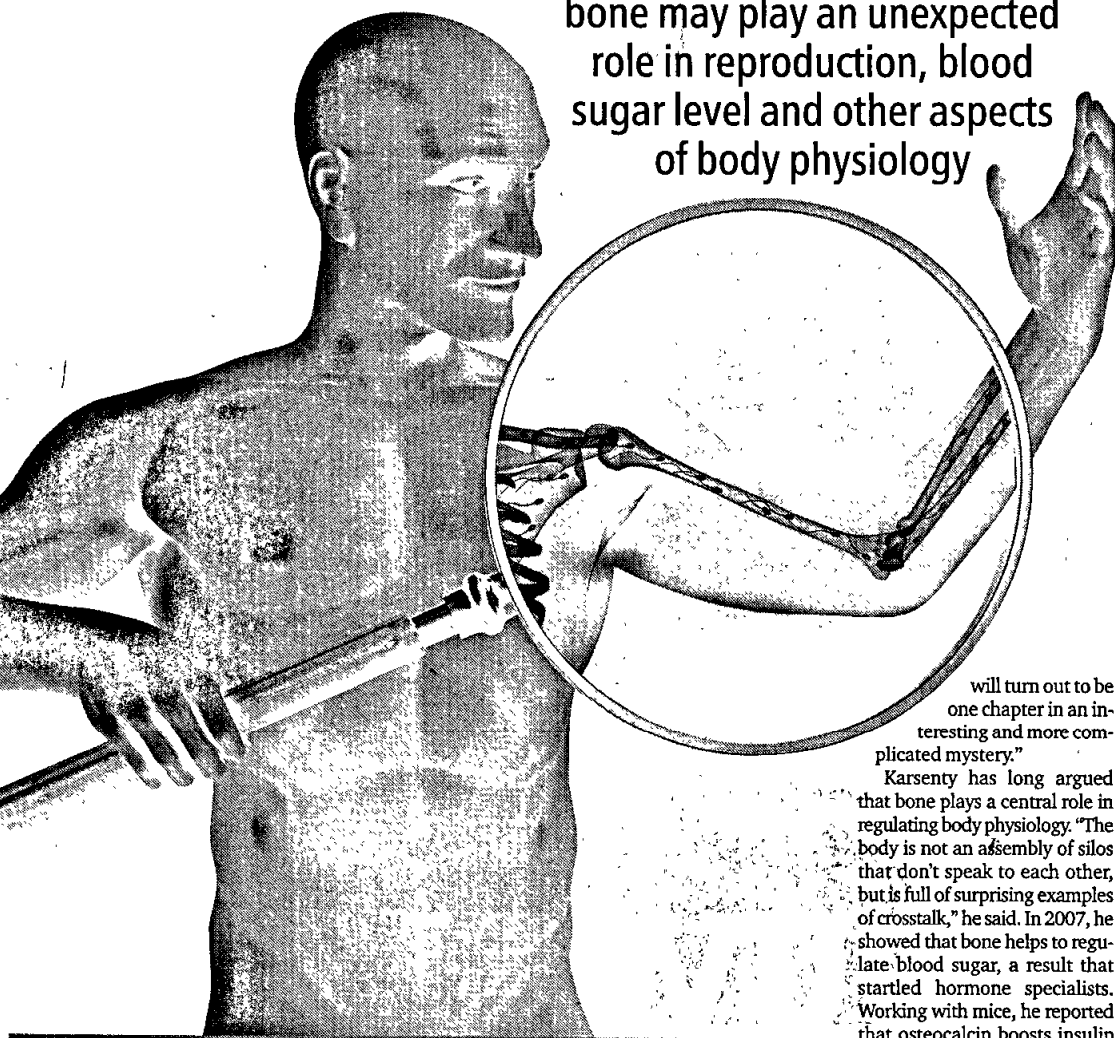 bone may play an unexpected
role in reproduction, blood
sugar level and other aspects
of body physiology
will turn out to be
one chapter in an in-
teresting and more com-
plicated mystery.”
Karsenty has long argued
that bone plays a central role in
regulating body physiology. “The
body is not an assembly of silos
that don't speak to each other,
but is full of surprising examples
of crosstalk,” he said. In 2007, he
showed that bone helps to regu-
late blood sugar, a result that
startled hormone specialists.
Working with mice, he reported
that osteocalcin boosts insulin